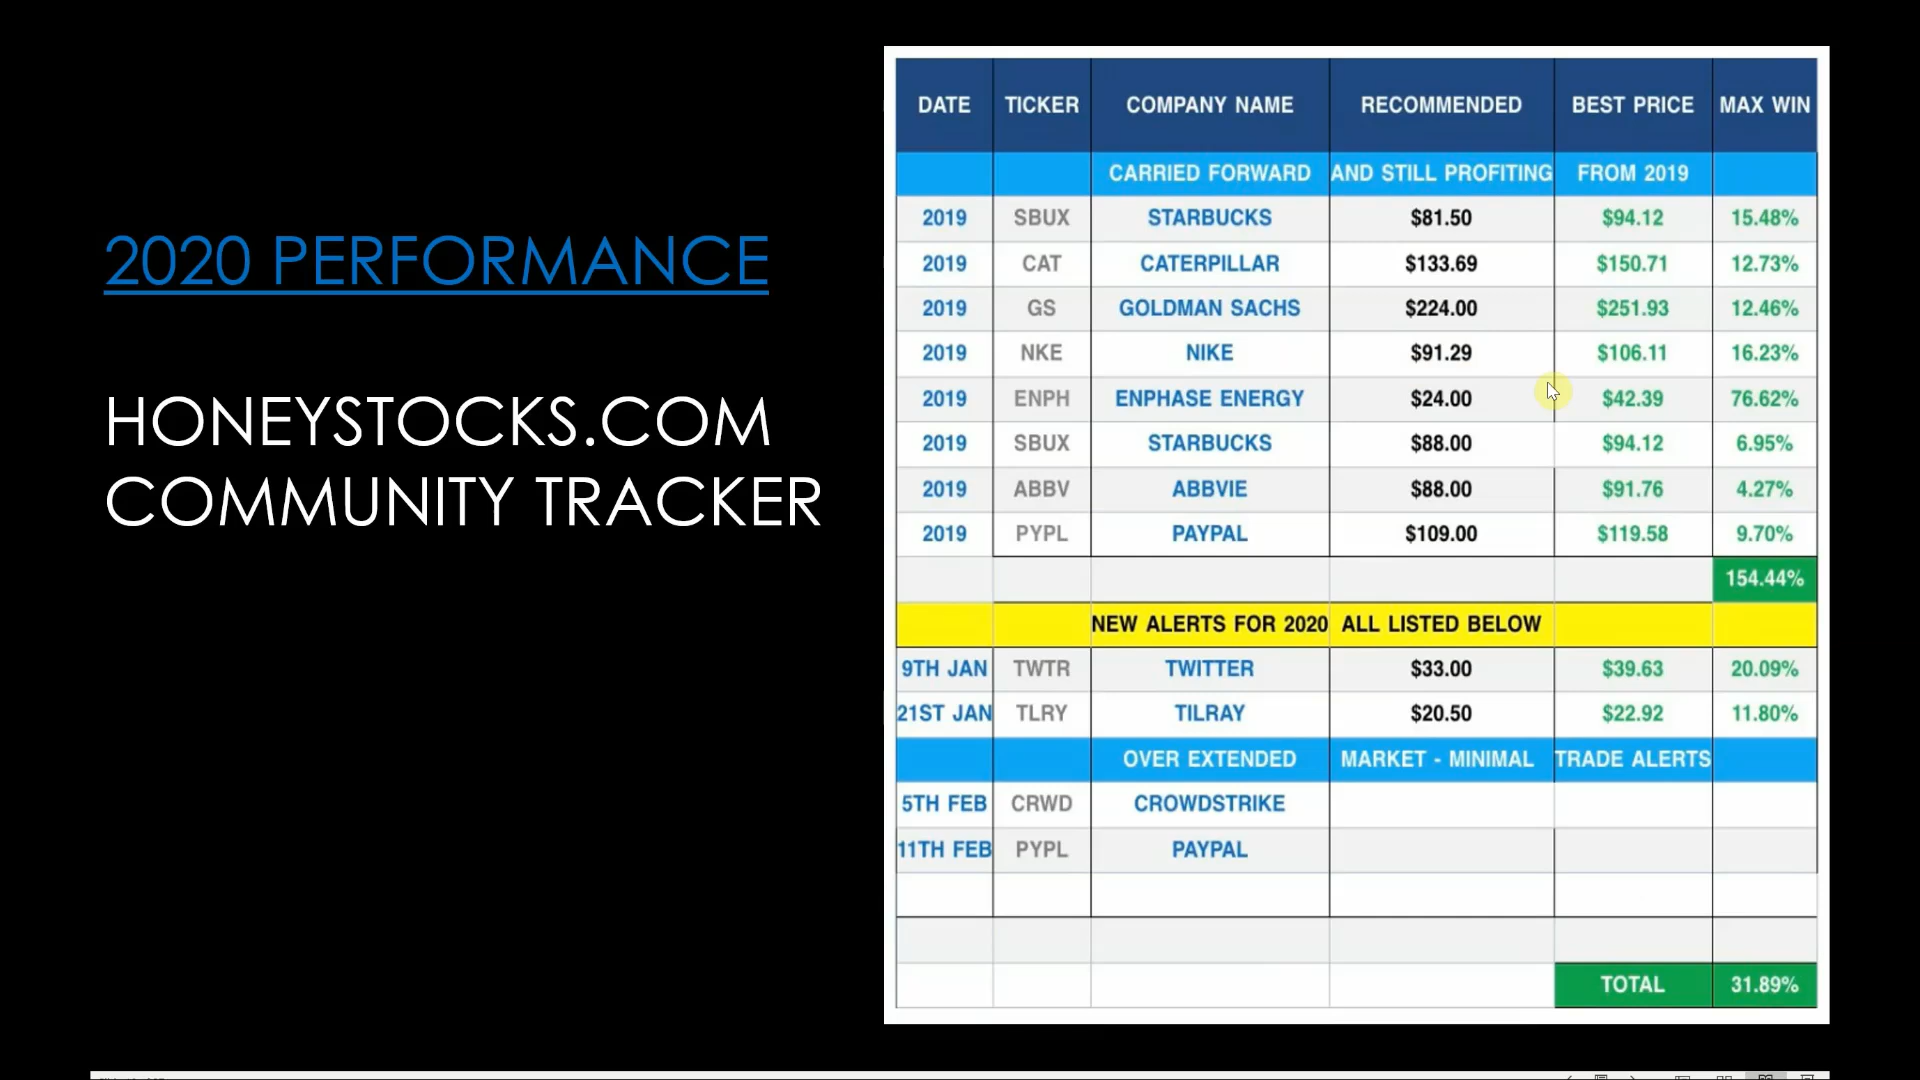 2020 PERFORMANCE
HONEYSTOCKS.COM
COMMUNITY TRACKER
DATE TICKER COMPANY NAME RECOMMENDED BEST PRICE MAX WIN
CARRIED FORWARD AND STILL PROFITING FROM 2019
2019 SBUX STARBUCKS $81.50 $94.12 15.48%
2019 CAT CATERPILLAR $133.69 $150.71 12.73%
2019 GS GOLDMAN SACHS $224.00 $251.93 12.46%
2019 NKE NIKE $91.29 $106.11 16.23%
2019 ENPH ENPHASE ENERGY $24.00 $42.39 76.62%
2019 SBUX STARBUCKS $88.00 $94.12 6.95%
2019 ABBV ABBVIE $88.00 $91.76 4.27%
2019 PYPL PAYPAL $109.00 $119.58 9.70%
154.44%
NEW ALERTS FOR 2020 ALL LISTED BELOW
9TH JAN TWTR TWITTER $33.00 $39.63 20.09%
21ST JAN TLRY TILRAY $20.50 $22.92 11.80%
OVER EXTENDED MARKET - MINIMAL TRADE ALERTS
5TH FEB CRWD CROWDSTRIKE
11TH FEB PYPL PAYPAL
TOTAL 31.89%